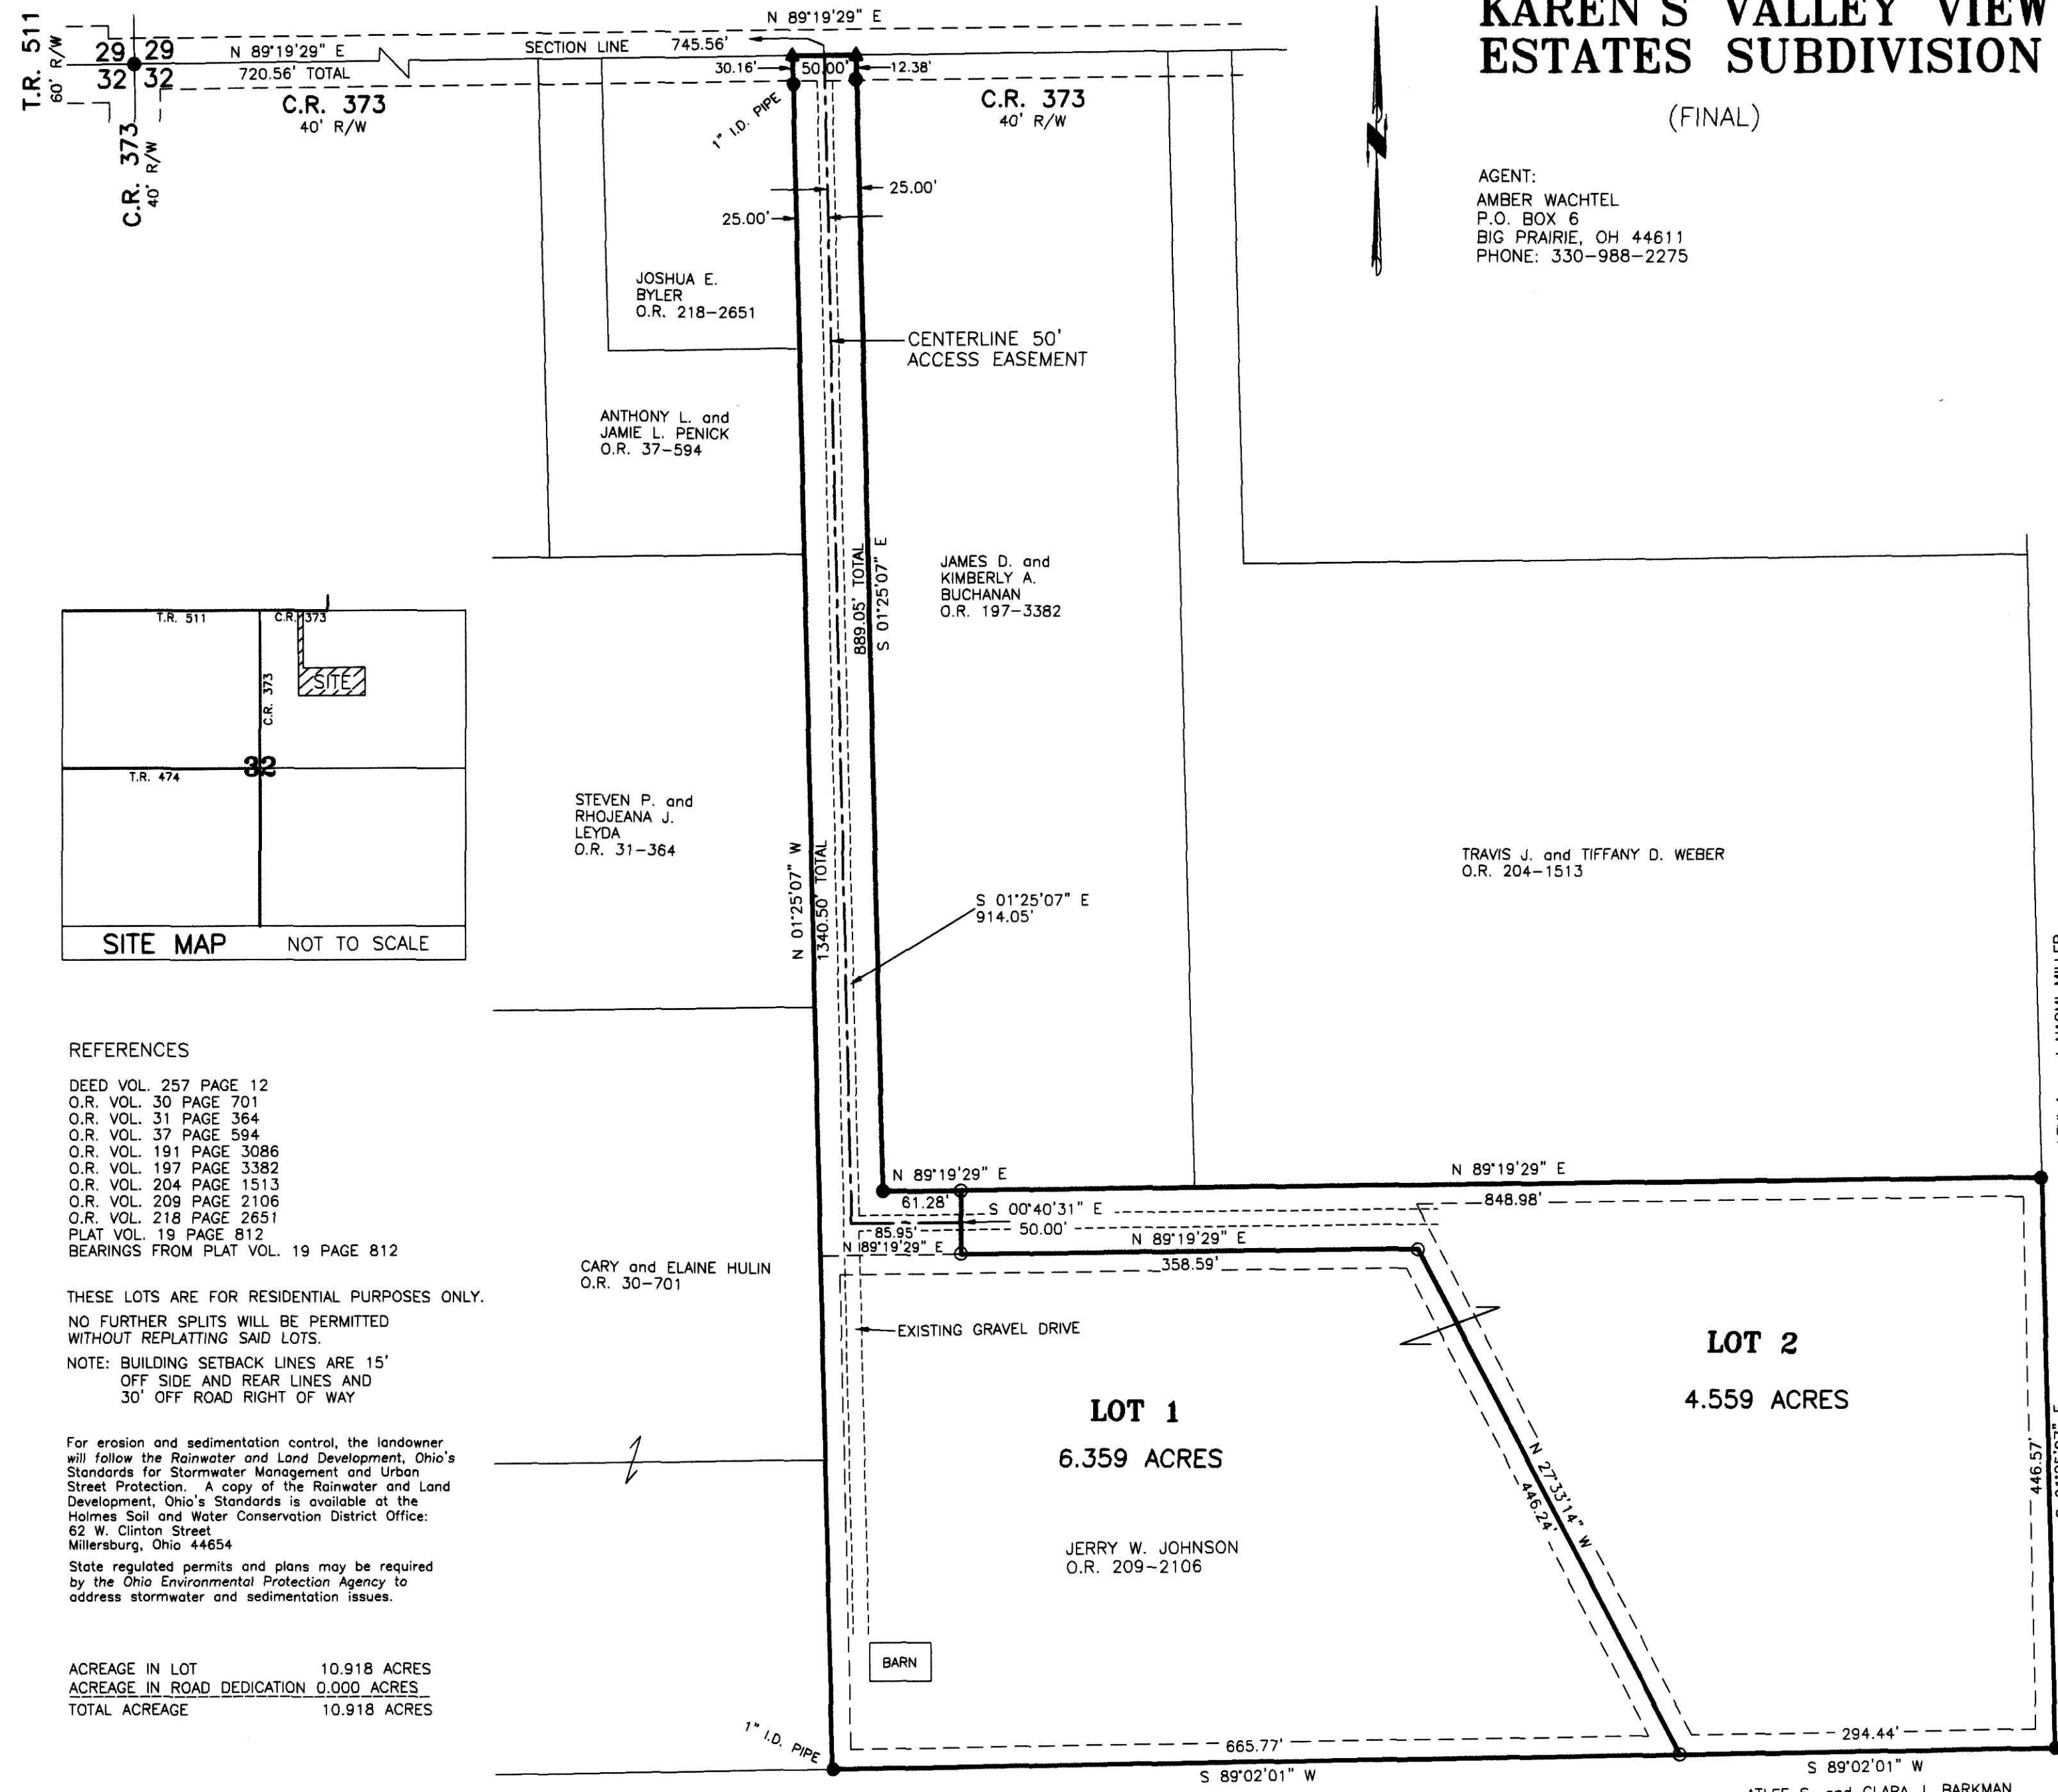 KAREN'S VALLEY VIEW
ESTATES SUBDIVISION
(FINAL)
AGENT:
AMBER WACHTEL
P.O. BOX 6
BIG PRAIRIE, OH 44611
PHONE: 330-988-2275
T.R. 511
60' R/W
29 29
32 32
N 89°19'29" E
720.56' TOTAL
C.R. 373
40' R/W
C.R. 373
40' R/W
N 89°19'29" E
SECTION LINE 745.56'
30.16' 50.00' 12.38'
1" I.D. PIPE
C.R. 373
40' R/W
25.00'
25.00'
JOSHUA E.
BYLER
O.R. 218-2651
CENTERLINE 50'
ACCESS EASEMENT
ANTHONY L. and
JAMIE L. PENICK
O.R. 37-594
889.05' TOTAL
S 01°25'07" E
JAMES D. and
KIMBERLY A.
BUCHANAN
O.R. 197-3382
T.R. 511 C.R. 373
SITE
C.R. 373
32
T.R. 474
SITE MAP NOT TO SCALE
STEVEN P. and
RHOJEANA J.
LEYDA
O.R. 31-364
N 01°25'07" W
1340.50' TOTAL
S 01°25'07" E
914.05'
TRAVIS J. and TIFFANY D. WEBER
O.R. 204-1513
NAOMI MILLER
REFERENCES
DEED VOL. 257 PAGE 12
O.R. VOL. 30 PAGE 701
O.R. VOL. 31 PAGE 364
O.R. VOL. 37 PAGE 594
O.R. VOL. 191 PAGE 3086
O.R. VOL. 197 PAGE 3382
O.R. VOL. 204 PAGE 1513
O.R. VOL. 209 PAGE 2106
O.R. VOL. 218 PAGE 2651
PLAT VOL. 19 PAGE 812
BEARINGS FROM PLAT VOL. 19 PAGE 812
THESE LOTS ARE FOR RESIDENTIAL PURPOSES ONLY.
NO FURTHER SPLITS WILL BE PERMITTED
WITHOUT REPLATTING SAID LOTS.
NOTE: BUILDING SETBACK LINES ARE 15'
OFF SIDE AND REAR LINES AND
30' OFF ROAD RIGHT OF WAY
For erosion and sedimentation control, the landowner
will follow the Rainwater and Land Development, Ohio's
Standards for Stormwater Management and Urban
Street Protection. A copy of the Rainwater and Land
Development, Ohio's Standards is available at the
Holmes Soil and Water Conservation District Office:
62 W. Clinton Street
Millersburg, Ohio 44654
State regulated permits and plans may be required
by the Ohio Environmental Protection Agency to
address stormwater and sedimentation issues.
ACREAGE IN LOT 10.918 ACRES
ACREAGE IN ROAD DEDICATION 0.000 ACRES
TOTAL ACREAGE 10.918 ACRES
N 89°19'29" E
61.28'
S 00°40'31" E
50.00'
85.95'
N 89°19'29" E
N 89°19'29" E
358.59'
N 89°19'29" E
848.98'
CARY and ELAINE HULIN
O.R. 30-701
EXISTING GRAVEL DRIVE
LOT 1
6.359 ACRES
JERRY W. JOHNSON
O.R. 209-2106
BARN
LOT 2
4.559 ACRES
N 27°33'14" W
446.24'
446.57'
1" I.D. PIPE
665.77'
S 89°02'01" W
294.44'
S 89°02'01" W
ATLEE S. and CLARA J. BARKMAN